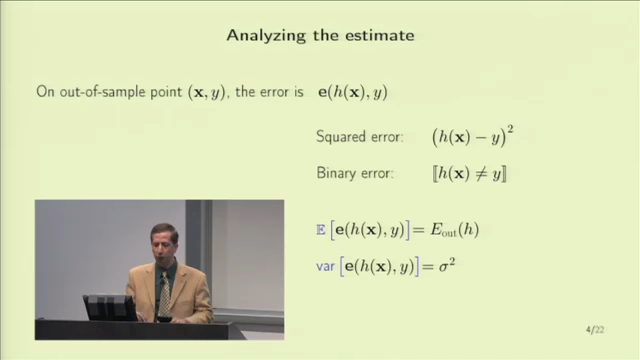 Analyzing the estimate
On out-of-sample point (x, y), the error is e(h(x), y)
Squared error: (h(x) − y)²
Binary error: ⟦h(x) ≠ y⟧
𝔼 [e(h(x), y)] = E_out(h)
var [e(h(x), y)] = σ²
4/22